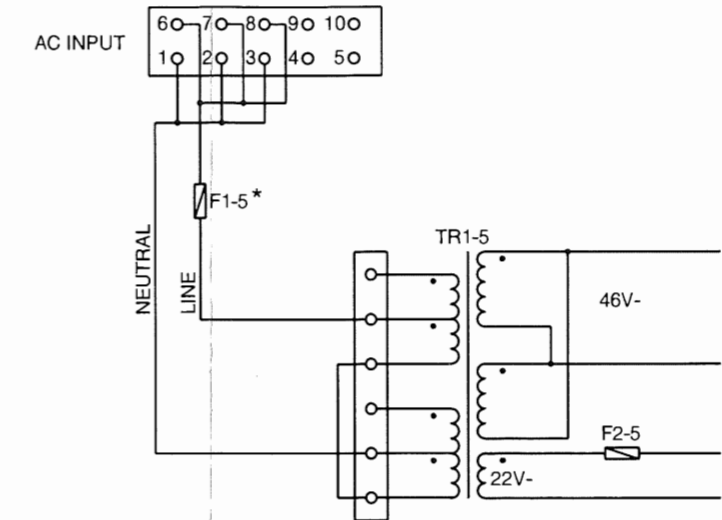 6 7 8 9 10
AC INPUT
1 2 3 4 5
F1-5*
NEUTRAL
LINE
TR1-5
46V-
F2-5
22V-